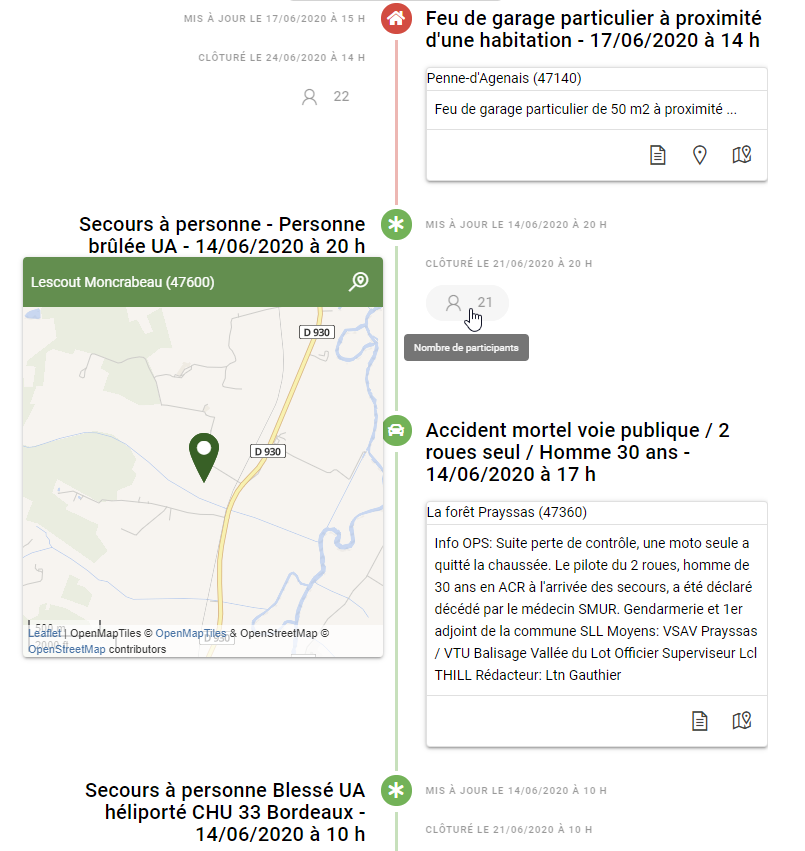 MIS À JOUR LE 17/06/2020 À 15 H
CLÔTURÉ LE 24/06/2020 À 14 H
22
Feu de garage particulier à proximité
d'une habitation - 17/06/2020 à 14 h
Penne-d'Agenais (47140)
Feu de garage particulier de 50 m2 à proximité ...
Secours à personne - Personne
brûlée UA - 14/06/2020 à 20 h
MIS À JOUR LE 14/06/2020 À 20 H
CLÔTURÉ LE 21/06/2020 À 20 H
21
Nombre de participants
Lescout Moncrabeau (47600)
D 930
D 930
500 m
2000 ft
D 930
Leaflet | OpenMapTiles © OpenMapTiles & OpenStreetMap ©
OpenStreetMap contributors
Accident mortel voie publique / 2
roues seul / Homme 30 ans -
14/06/2020 à 17 h
La forêt Prayssas (47360)
Info OPS: Suite perte de contrôle, une moto seule a
quitté la chaussée. Le pilote du 2 roues, homme de
30 ans en ACR à l'arrivée des secours, a été déclaré
décédé par le médecin SMUR. Gendarmerie et 1er
adjoint de la commune SLL Moyens: VSAV Prayssas
/ VTU Balisage Vallée du Lot Officier Superviseur Lcl
THILL Rédacteur: Ltn Gauthier
Secours à personne Blessé UA
héliporté CHU 33 Bordeaux -
14/06/2020 à 10 h
MIS À JOUR LE 14/06/2020 À 10 H
CLÔTURÉ LE 21/06/2020 À 10 H